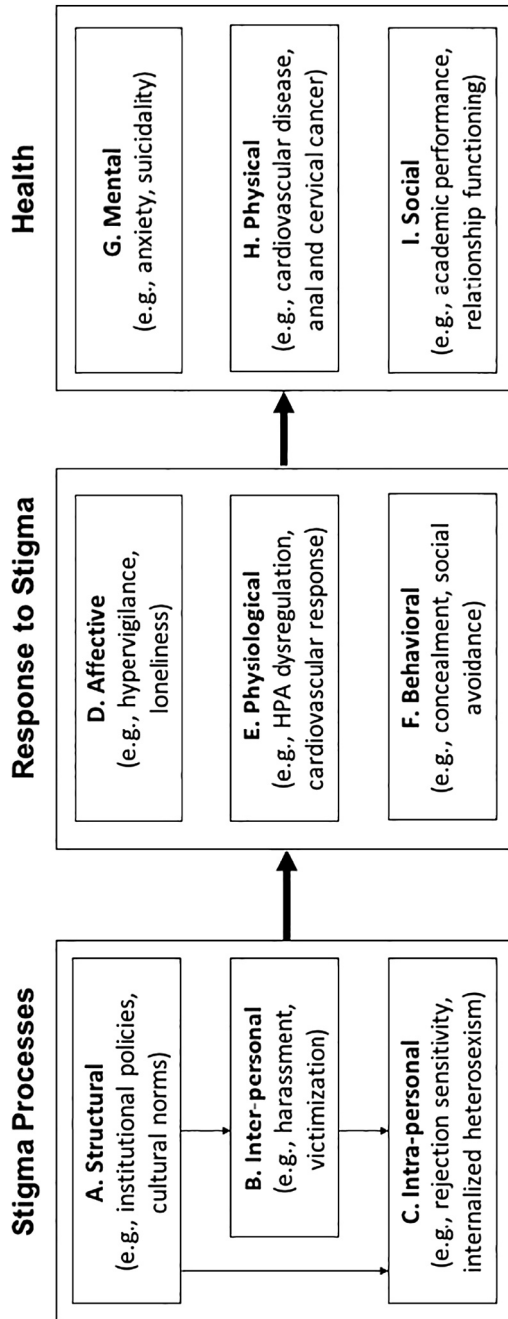 Stigma Processes
A. Structural
(e.g., institutional policies,
cultural norms)
B. Inter-personal
(e.g., harassment,
victimization)
C. Intra-personal
(e.g., rejection sensitivity,
internalized heterosexism)
Response to Stigma
D. Affective
(e.g., hypervigilance,
loneliness)
E. Physiological
(e.g., HPA dysregulation,
cardiovascular response)
F. Behavioral
(e.g., concealment, social
avoidance)
Health
G. Mental
(e.g., anxiety, suicidality)
H. Physical
(e.g., cardiovascular disease,
anal and cervical cancer)
I. Social
(e.g., academic performance,
relationship functioning)